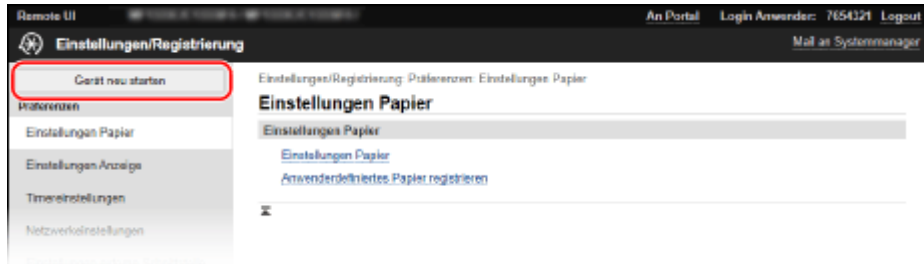 Remote UI
An Portal Login Anwender: 7654321 Logout
Einstellungen/Registrierung
Mail an Systemmanager
Gerät neu starten
Einstellungen/Registrierung: Präferenzen: Einstellungen Papier
Präferenzen
Einstellungen Papier
Einstellungen Papier
Einstellungen Papier
Einstellungen Papier
Einstellungen Anzeige
Anwenderdefiniertes Papier registrieren
Timereinstellungen
Netzwerkeinstellungen